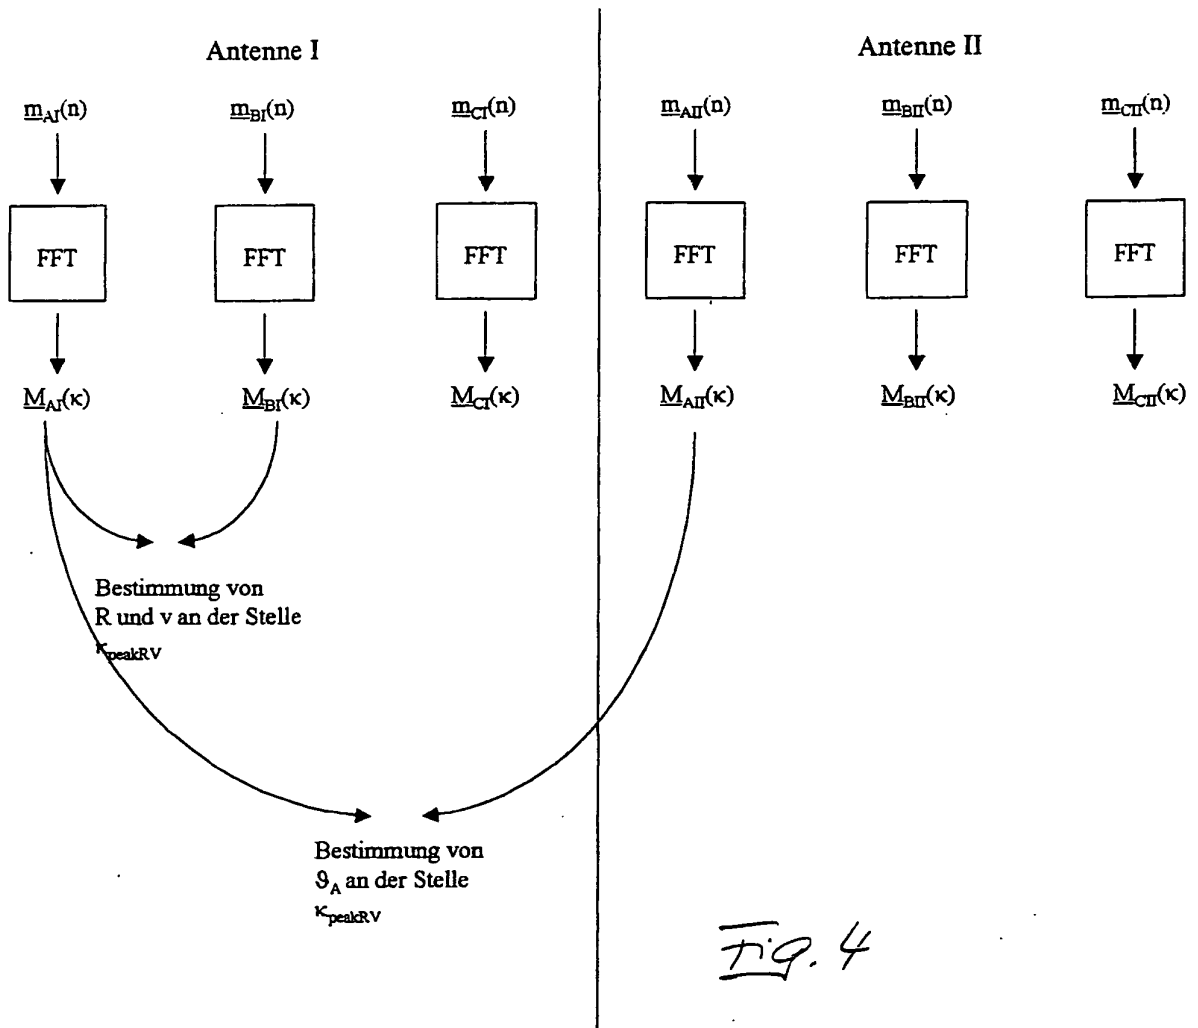 Antenne I
Antenne II
m_AI(n)
m_BI(n)
m_CI(n)
m_AII(n)
m_BII(n)
m_CII(n)
FFT
FFT
FFT
FFT
FFT
FFT
M_AI(κ)
M_BI(κ)
M_CI(κ)
M_AII(κ)
M_BII(κ)
M_CII(κ)
Bestimmung von
R und v an der Stelle
κ_peakRV
Bestimmung von
ϑ_A an der Stelle
κ_peakRV
Fig. 4